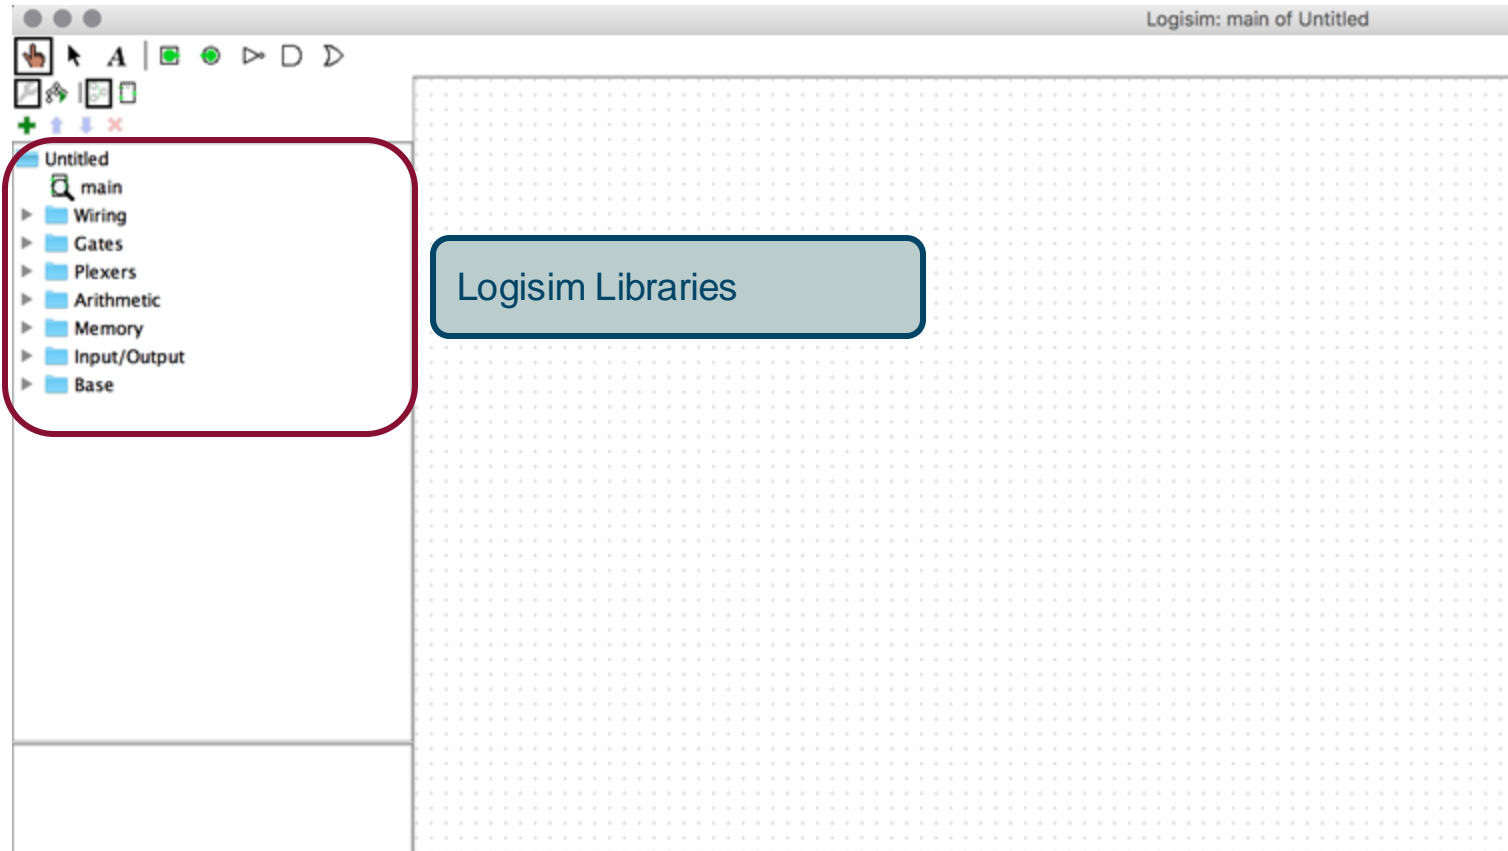 Logisim: main of Untitled
A
Untitled
main
Wiring
Gates
Plexers
Arithmetic
Memory
Input/Output
Base
Logisim Libraries